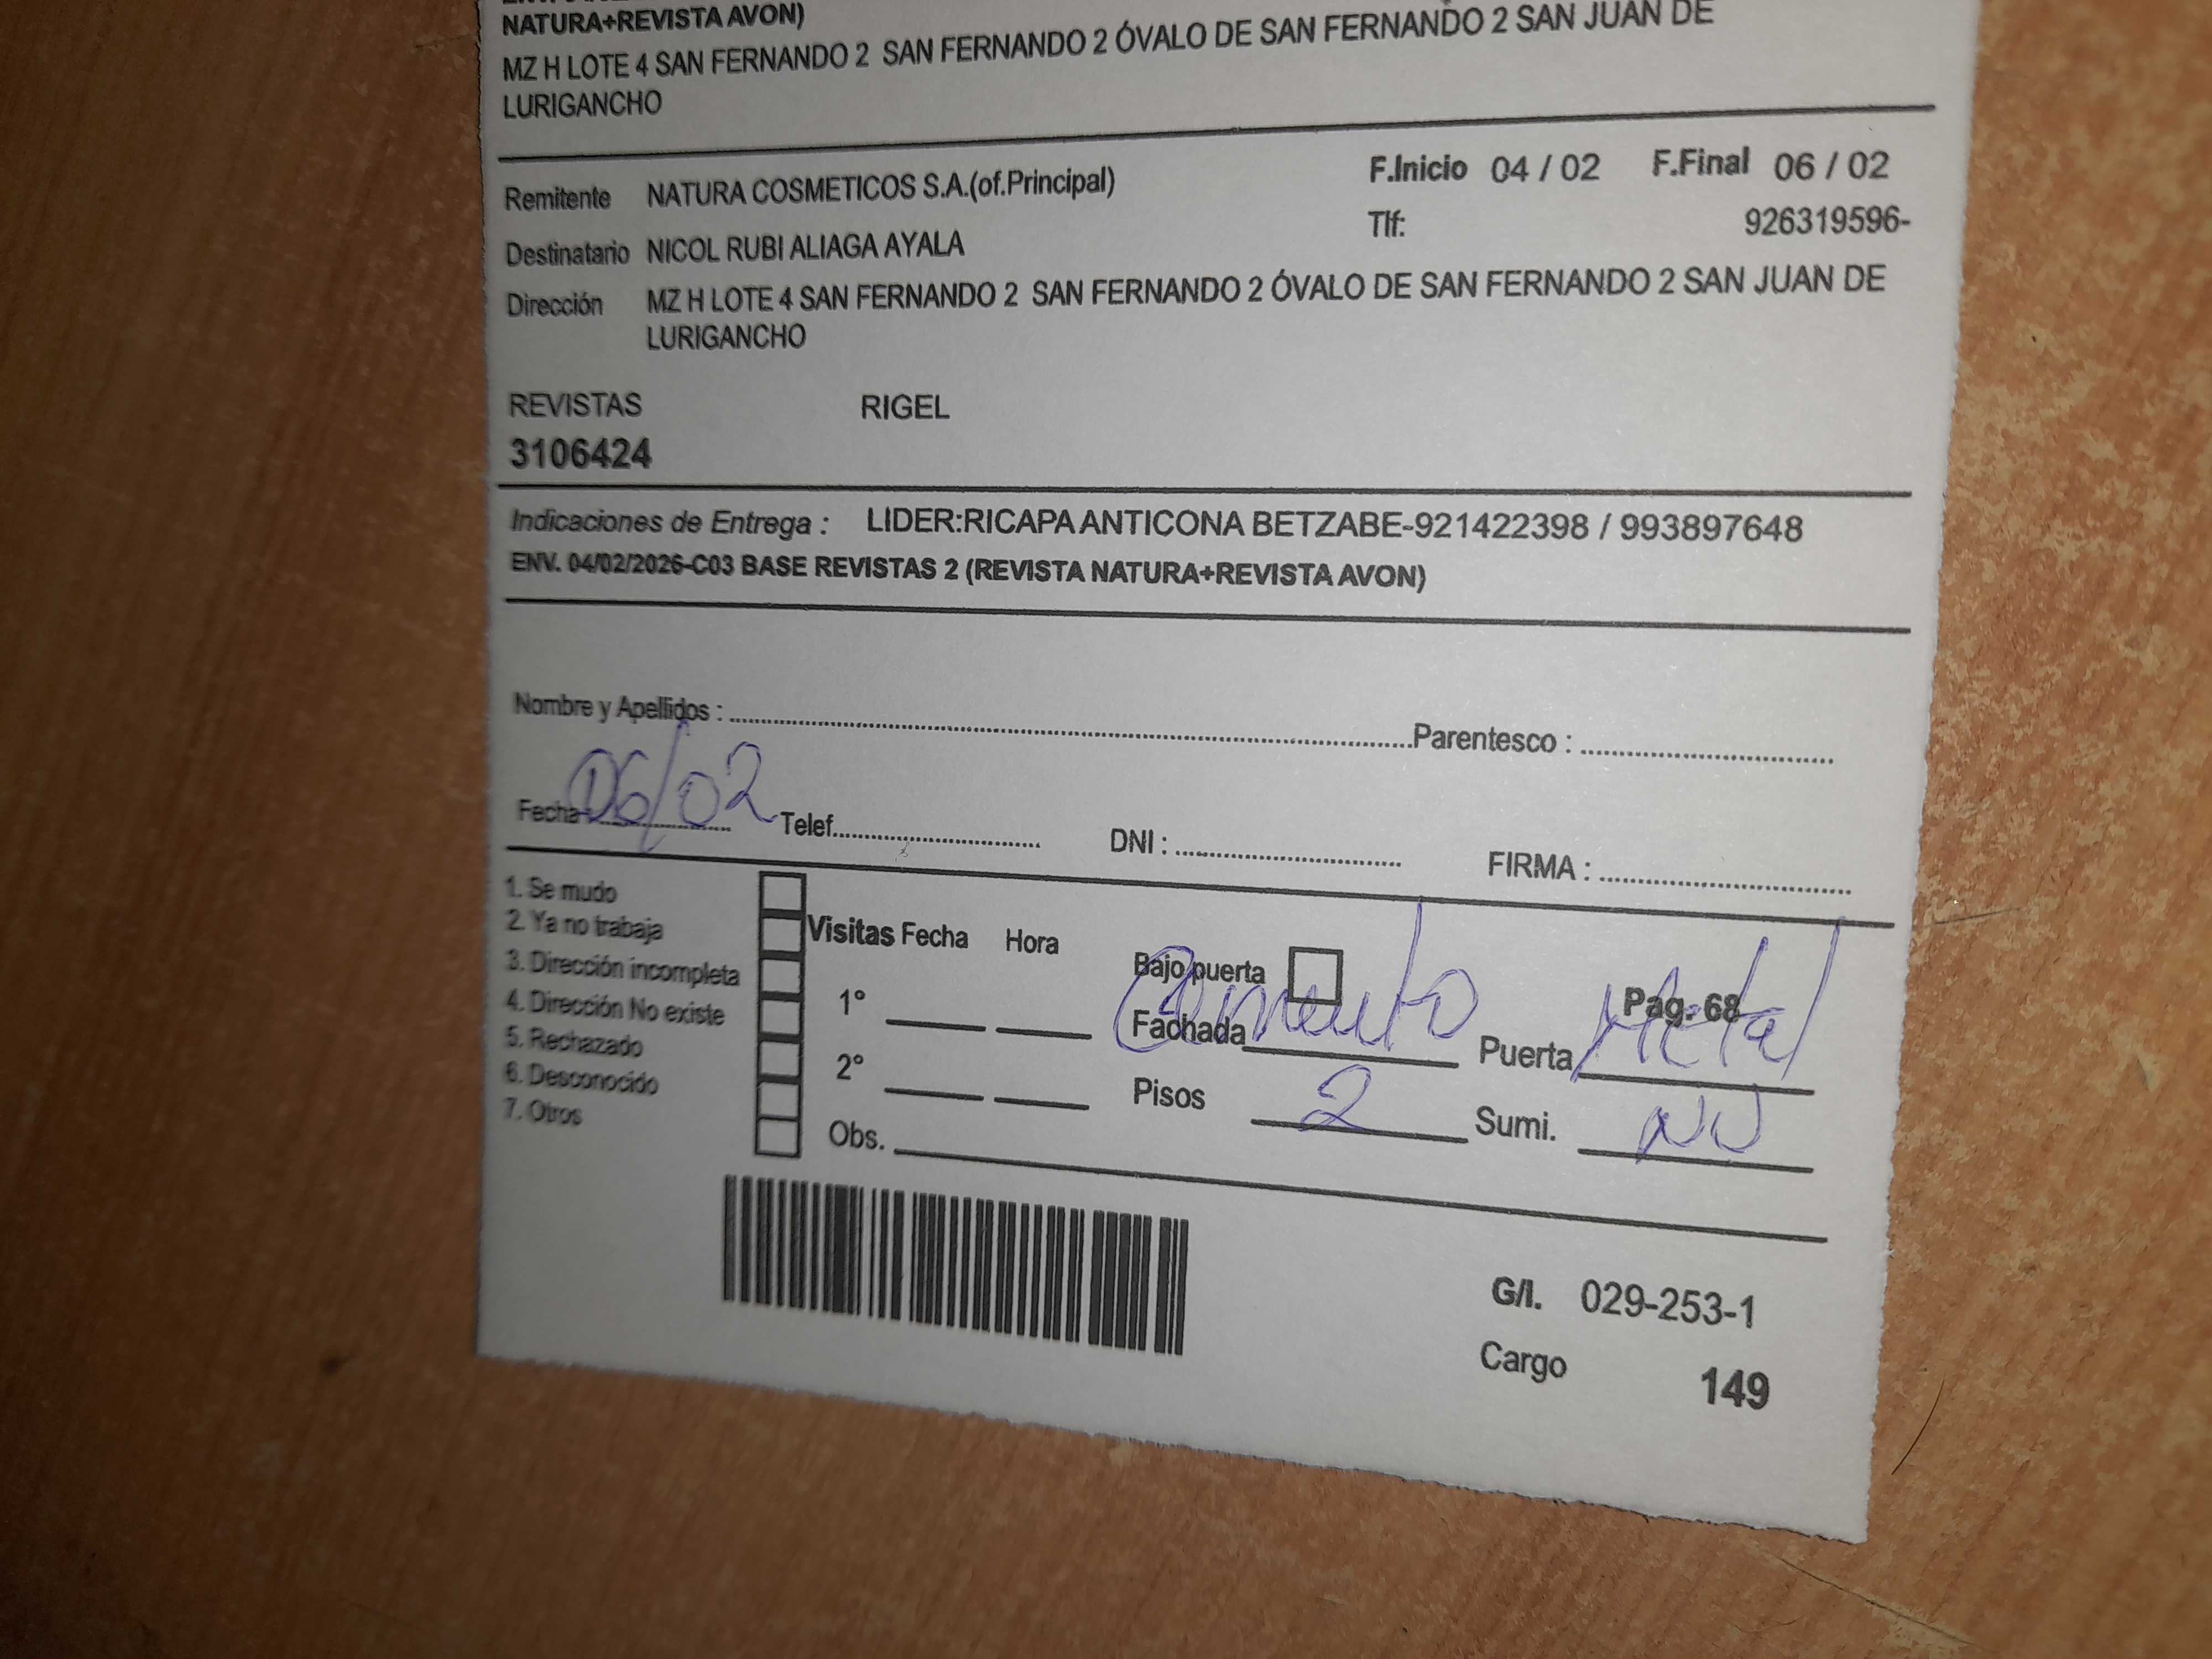 NATURA+REVISTA AVON)
MZ H LOTE 4 SAN FERNANDO 2 SAN FERNANDO 2 ÓVALO DE SAN FERNANDO 2 SAN JUAN DE
LURIGANCHO
Remitente NATURA COSMETICOS S.A.(of.Principal) F.Inicio 04 / 02 F.Final 06 / 02
Tlf: 926319596-
Destinatario NICOL RUBI ALIAGA AYALA
Dirección MZ H LOTE 4 SAN FERNANDO 2 SAN FERNANDO 2 ÓVALO DE SAN FERNANDO 2 SAN JUAN DE
LURIGANCHO
REVISTAS RIGEL
3106424
Indicaciones de Entrega : LIDER:RICAPA ANTICONA BETZABE-921422398 / 993897648
ENV. 04/02/2026-C03 BASE REVISTAS 2 (REVISTA NATURA+REVISTA AVON)
Nombre y Apellidos : Parentesco :
Fecha 06/02 Telef. DNI : FIRMA :
1. Se mudo
2. Ya no trabaja
3. Dirección incompleta
4. Dirección No existe
5. Rechazado
6. Desconocido
7. Otros
Visitas Fecha Hora
1°
2°
Obs.
Bajo puerta Pag. 68
Fachada Cemento Puerta Metal
Pisos 2 Sumi. NO
G/I. 029-253-1
Cargo 149